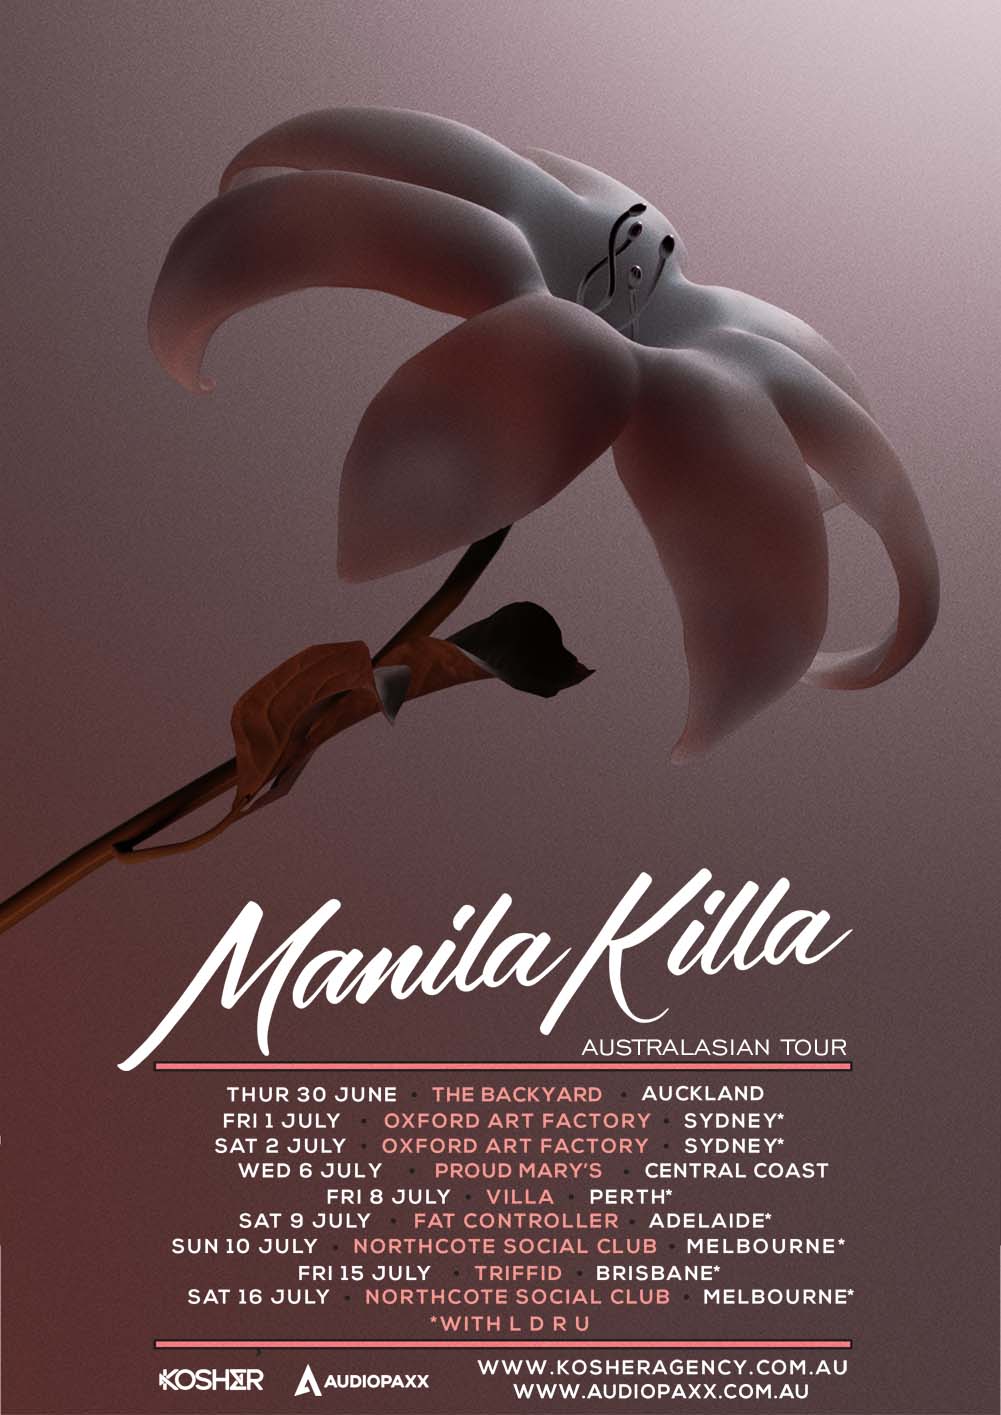 Manila Killa
AUSTRALASIAN TOUR
THUR 30 JUNE • THE BACKYARD • AUCKLAND
FRI 1 JULY • OXFORD ART FACTORY • SYDNEY*
SAT 2 JULY • OXFORD ART FACTORY • SYDNEY*
WED 6 JULY • PROUD MARY'S • CENTRAL COAST
FRI 8 JULY • VILLA • PERTH*
SAT 9 JULY • FAT CONTROLLER • ADELAIDE*
SUN 10 JULY • NORTHCOTE SOCIAL CLUB • MELBOURNE*
FRI 15 JULY • TRIFFID • BRISBANE*
SAT 16 JULY • NORTHCOTE SOCIAL CLUB • MELBOURNE*
*WITH L D R U
KOSHER AUDIOPAXX
WWW.KOSHERAGENCY.COM.AU
WWW.AUDIOPAXX.COM.AU